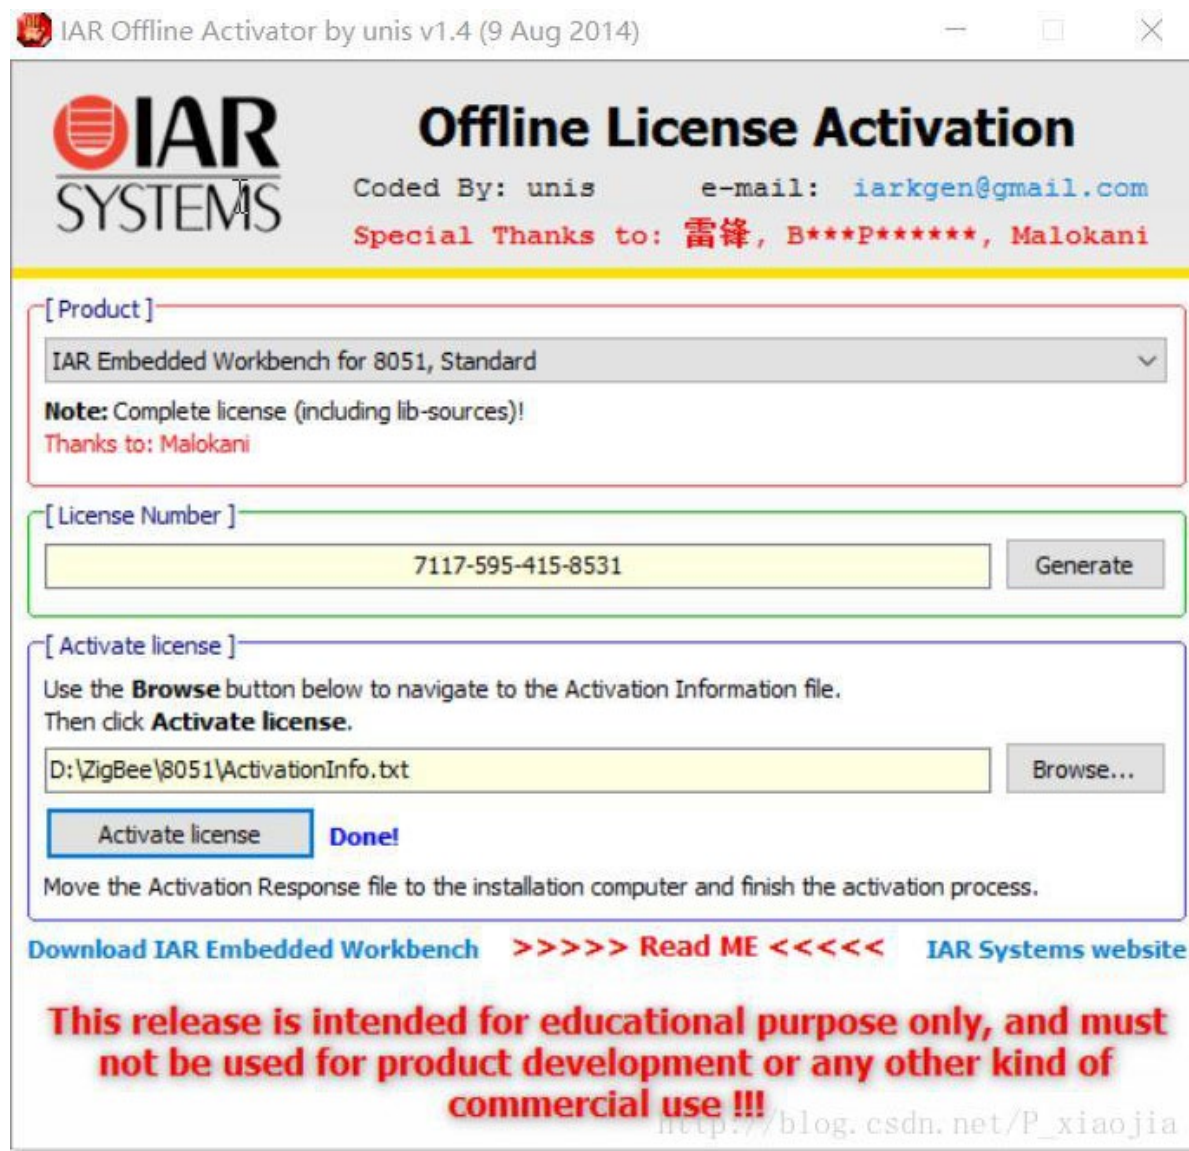 IAR Offline Activator by unis v1.4 (9 Aug 2014)
IAR
SYSTEMS
Offline License Activation
Coded By: unis e-mail: iarkgen@gmail.com
Special Thanks to: 雷锋, B***P******, Malokani
[ Product ]
IAR Embedded Workbench for 8051, Standard
Note: Complete license (including lib-sources)!
Thanks to: Malokani
[ License Number ]
7117-595-415-8531 Generate
[ Activate license ]
Use the Browse button below to navigate to the Activation Information file.
Then click Activate license.
D:\ZigBee\8051\ActivationInfo.txt Browse...
Activate license Done!
Move the Activation Response file to the installation computer and finish the activation process.
Download IAR Embedded Workbench >>>>> Read ME <<<<< IAR Systems website
This release is intended for educational purpose only, and must
not be used for product development or any other kind of
commercial use !!!
http://blog.csdn.net/P_xiaojia